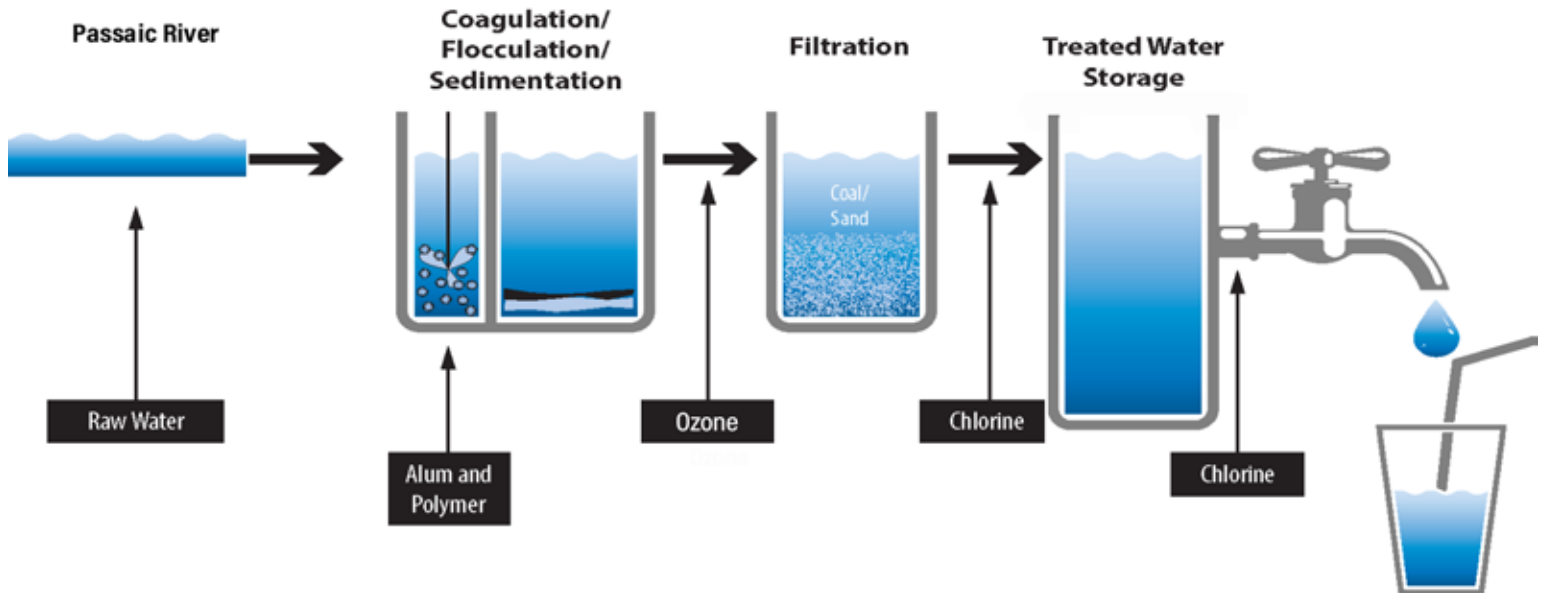 Passaic River
Coagulation/
Flocculation/
Sedimentation
Filtration
Treated Water
Storage
Coal/
Sand
Raw Water
Alum and
Polymer
Ozone
Chlorine
Chlorine